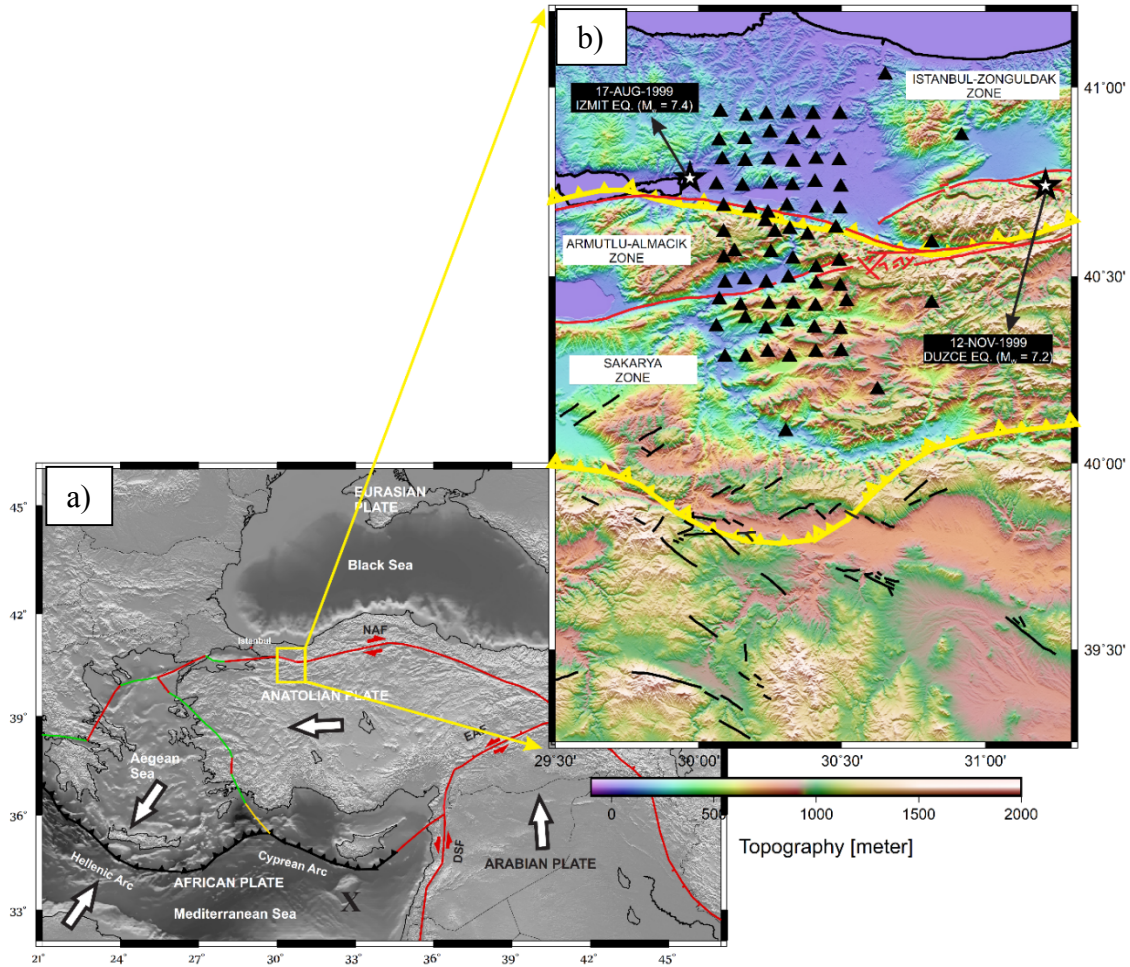 b)
ISTANBUL-ZONGULDAK
ZONE
17-AUG-1999
IZMIT EQ. (Mw = 7.4)
41°00'
ARMUTLU-ALMACIK
ZONE
40°30'
12-NOV-1999
DUZCE EQ. (Mw = 7.2)
SAKARYA
ZONE
40°00'
39°30'
29°30'
30°00'
30°30'
31°00'
0
500
1000
1500
2000
Topography [meter]
a)
45°
42°
39°
36°
33°
EURASIAN
PLATE
Black Sea
Istanbul
NAF
ANATOLIAN PLATE
Aegean
Sea
DSF
ARABIAN PLATE
Hellenic Arc
Cyprean Arc
AFRICAN PLATE
X
Mediterranean Sea
21°
24°
27°
30°
33°
36°
39°
42°
45°